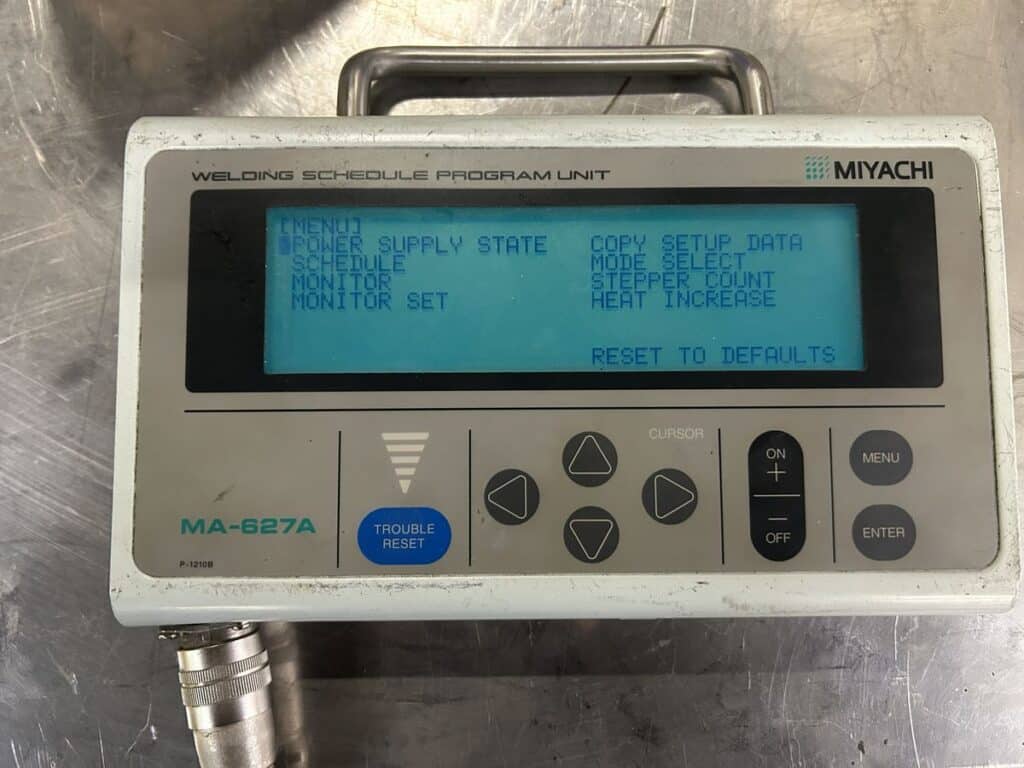 WELDING SCHEDULE PROGRAM UNIT
MIYACHI
[MENU]
POWER SUPPLY STATE COPY SETUP DATA
SCHEDULE MODE SELECT
MONITOR STEPPER COUNT
MONITOR SET HEAT INCREASE
RESET TO DEFAULTS
CURSOR
ON
+
−
OFF
MENU
ENTER
TROUBLE
RESET
MA-627A
P-1210B